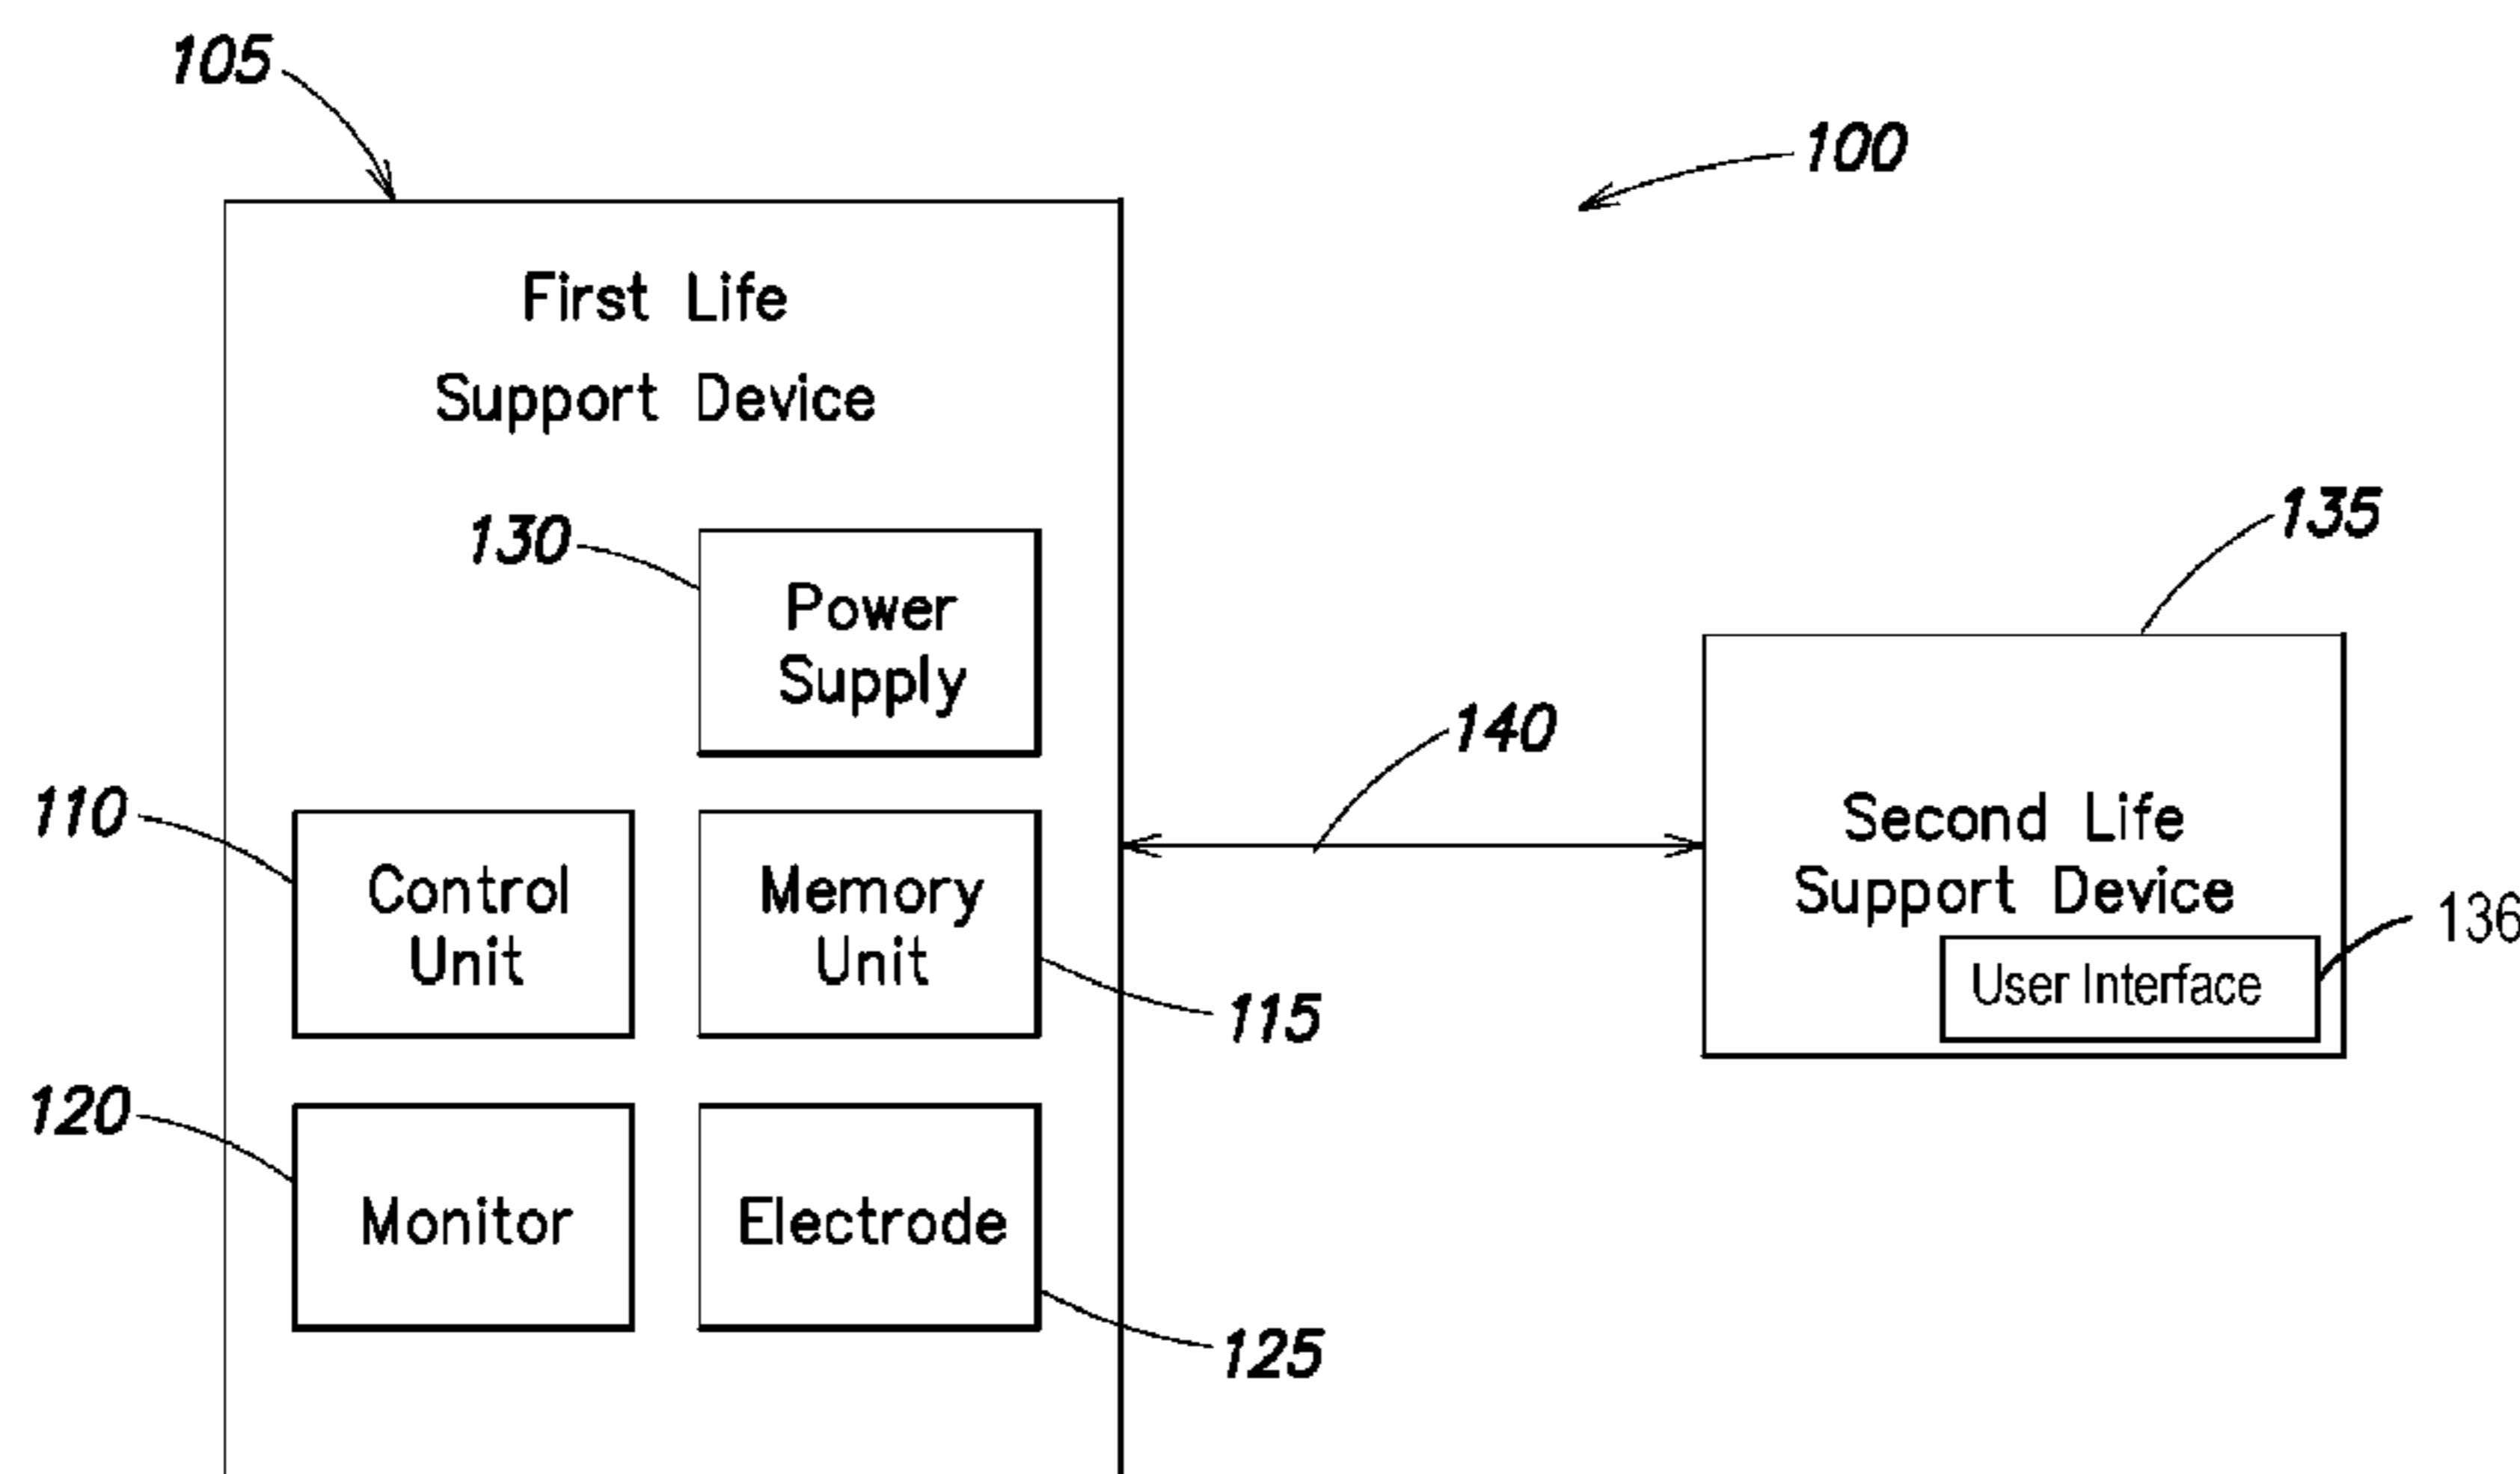 105
100
First Life
Support Device
130
135
Power
Supply
140
110
Control
Unit
Memory
Unit
115
Second Life
Support Device
136
User Interface
120
Monitor
Electrode
125